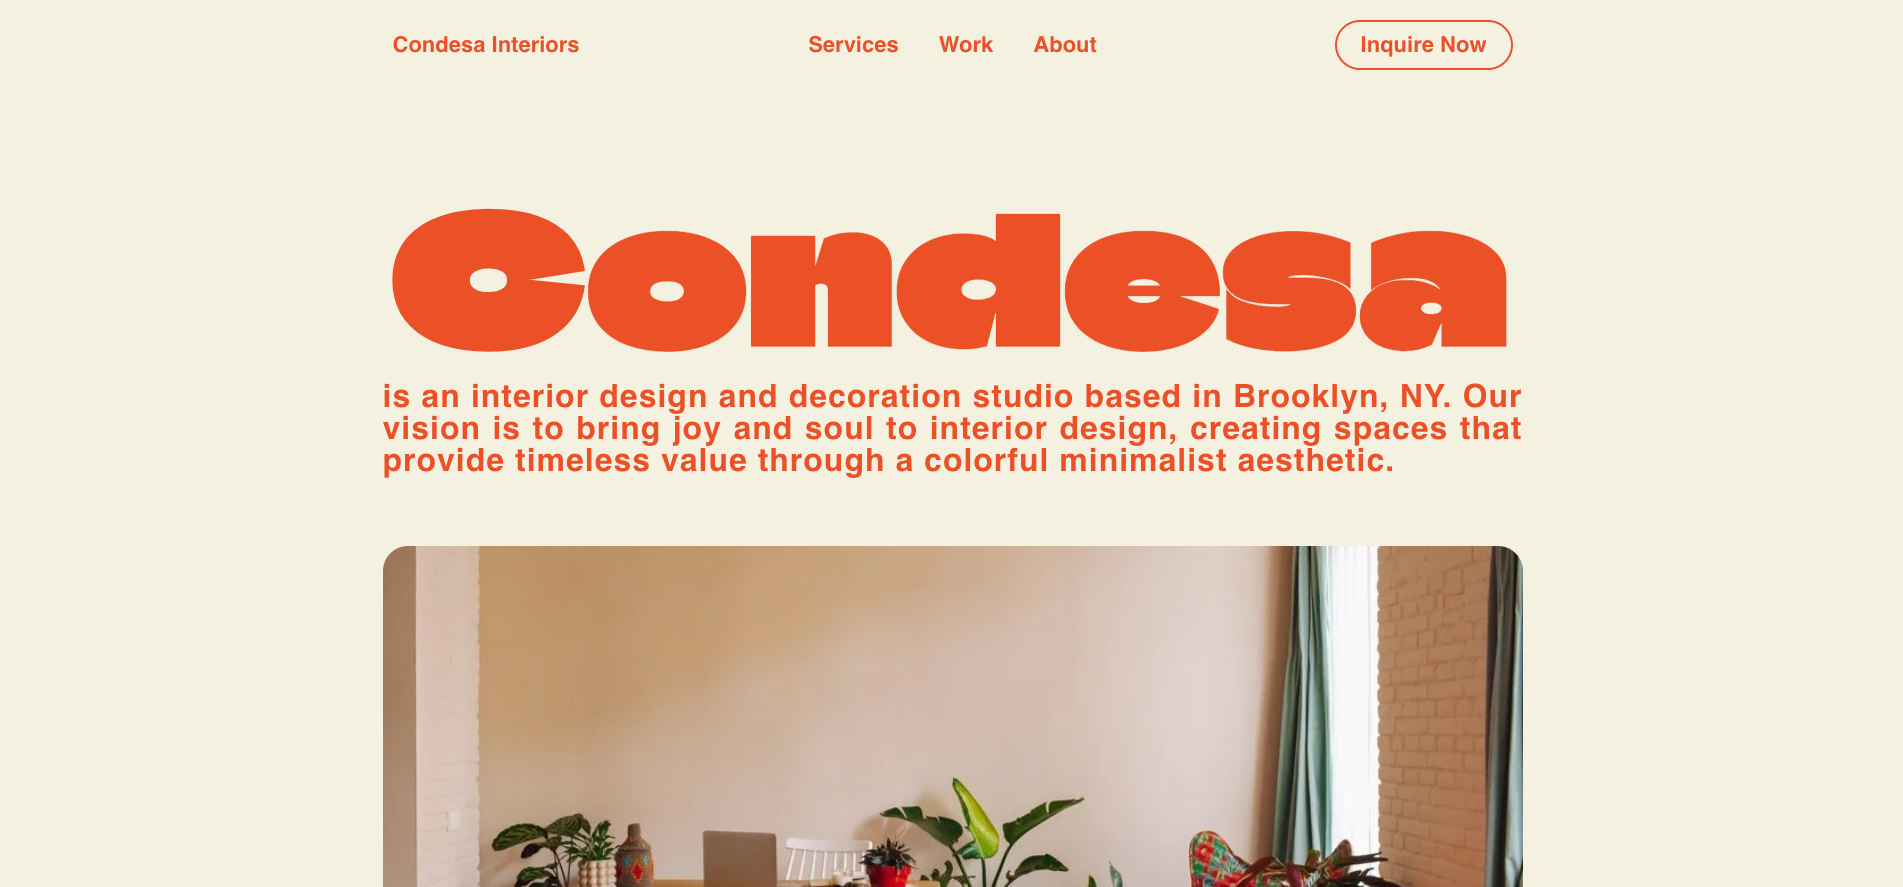 Condesa Interiors
Services
Work
About
Inquire Now
Condesa
is an interior design and decoration studio based in Brooklyn, NY. Our
vision is to bring joy and soul to interior design, creating spaces that
provide timeless value through a colorful minimalist aesthetic.